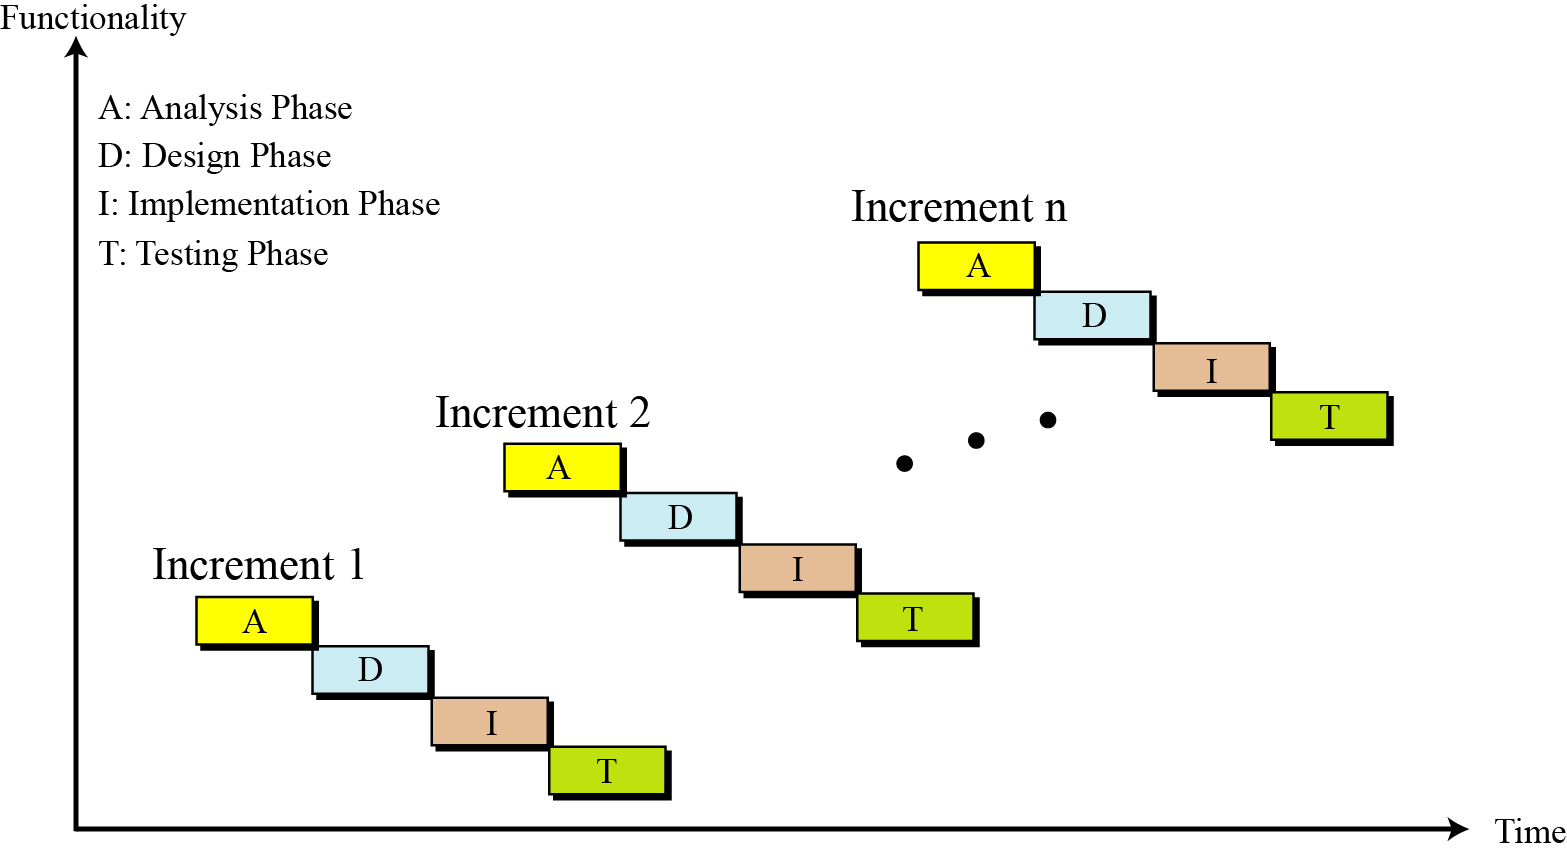 Functionality
A: Analysis Phase
D: Design Phase
I: Implementation Phase
T: Testing Phase
Increment n
A
D
I
T
Increment 2
A
D
I
T
Increment 1
A
D
I
T
Time